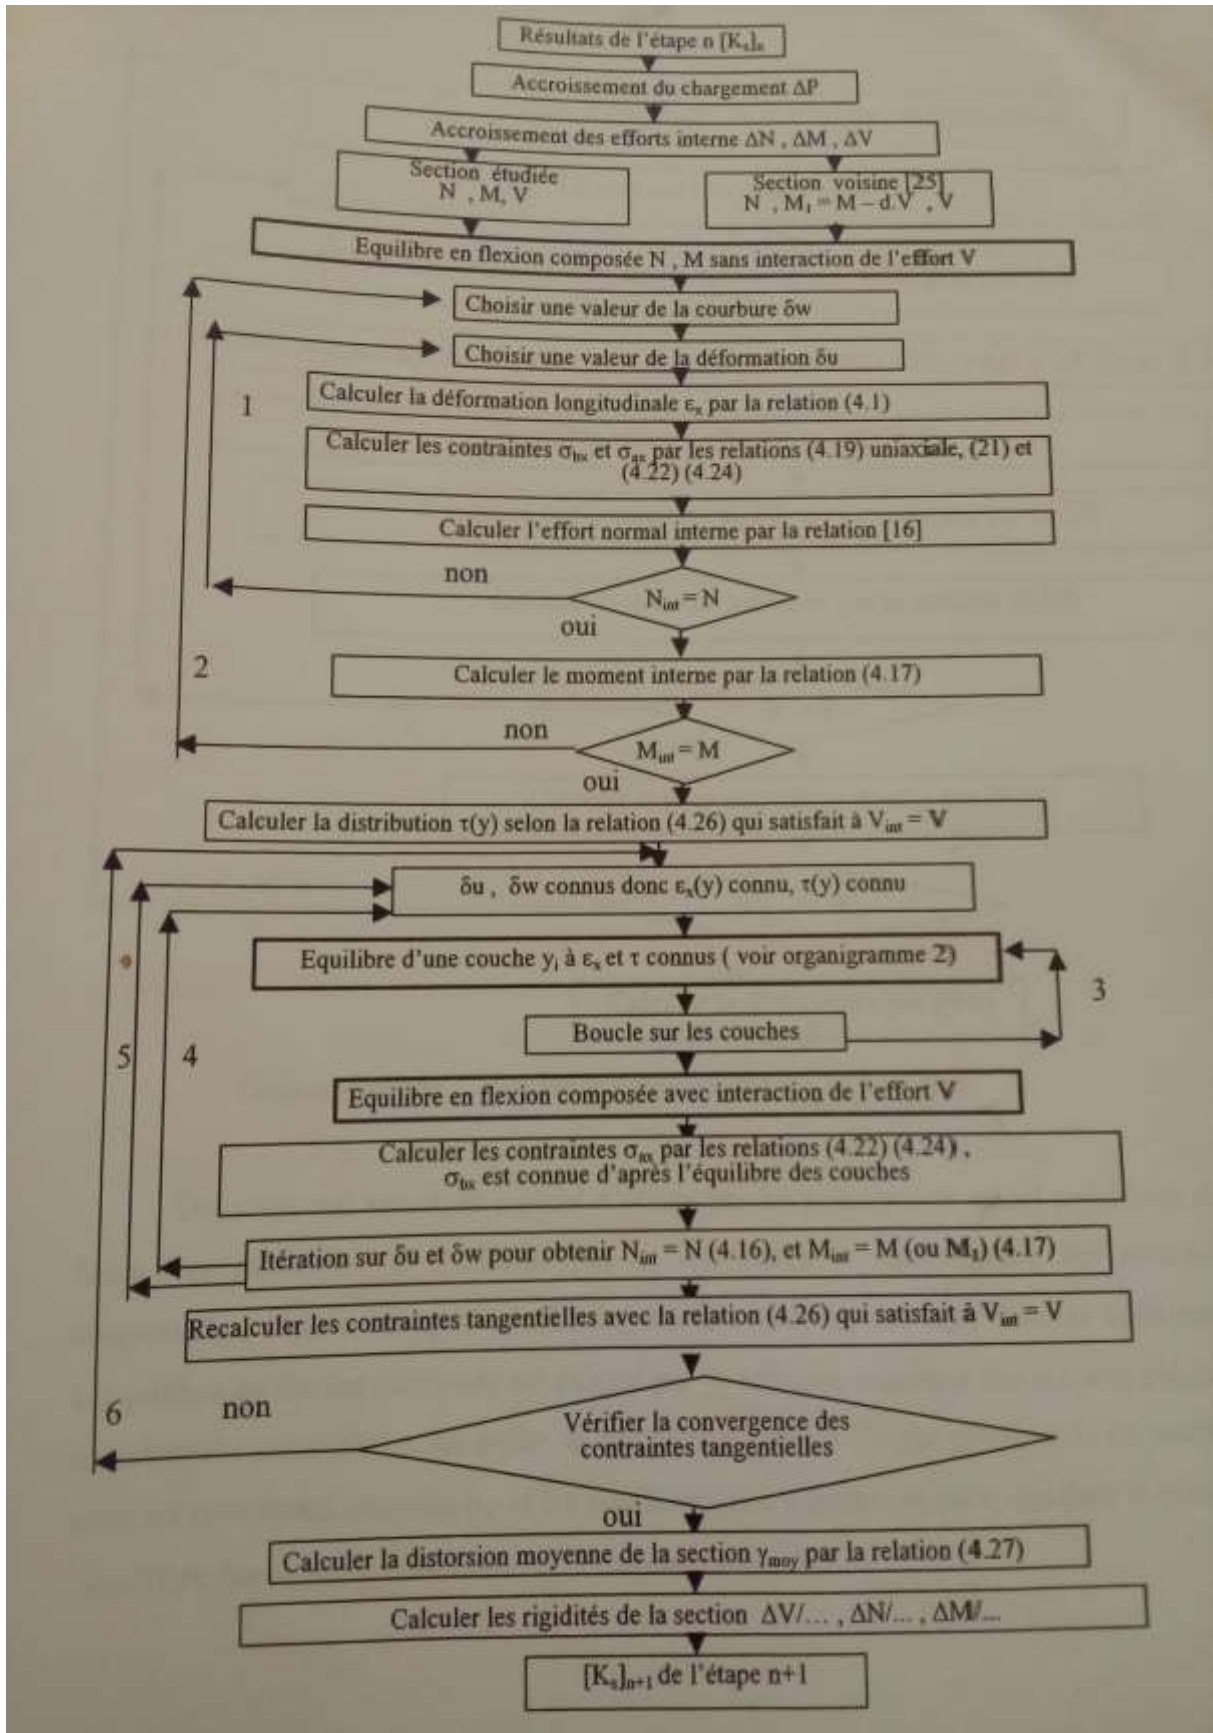 Résultats de l'étape n [Ks]n
Accroissement du chargement ΔP
Accroissement des efforts interne ΔN , ΔM , ΔV
Section étudiée
N , M, V
Section voisine [25]
N , M1 = M – d.V , V
Equilibre en flexion composée N , M sans interaction de l'effort V
Choisir une valeur de la courbure δw
Choisir une valeur de la déformation δu
1
Calculer la déformation longitudinale εx par la relation (4.1)
Calculer les contraintes σbx et σax par les relations (4.19) uniaxiale, (21) et
(4.22) (4.24)
Calculer l'effort normal interne par la relation [16]
non
Nint = N
oui
2
Calculer le moment interne par la relation (4.17)
non
Mint = M
oui
Calculer la distribution τ(y) selon la relation (4.26) qui satisfait à Vint = V
δu , δw connus donc εx(y) connu, τ(y) connu
Equilibre d'une couche yi à εx et τ connus ( voir organigramme 2)
3
Boucle sur les couches
5
4
Equilibre en flexion composée avec interaction de l'effort V
Calculer les contraintes σax par les relations (4.22) (4.24) ,
σbx est connue d'après l'équilibre des couches
Itération sur δu et δw pour obtenir Nint = N (4.16), et Mint = M (ou M1) (4.17)
Recalculer les contraintes tangentielles avec la relation (4.26) qui satisfait à Vint = V
6
non
Vérifier la convergence des
contraintes tangentielles
oui
Calculer la distorsion moyenne de la section γmoy par la relation (4.27)
Calculer les rigidités de la section ΔV/... , ΔN/... , ΔM/...
[Ks]n+1 de l'étape n+1